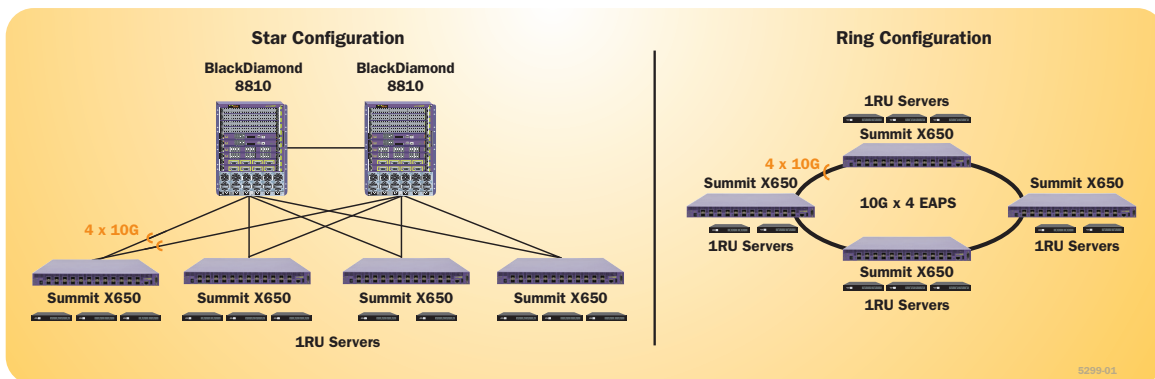 Star Configuration
BlackDiamond
8810
BlackDiamond
8810
4 x 10G
Summit X650
Summit X650
Summit X650
Summit X650
1RU Servers
Ring Configuration
1RU Servers
Summit X650
4 x 10G
Summit X650
Summit X650
10G x 4 EAPS
1RU Servers
1RU Servers
Summit X650
1RU Servers
5299-01